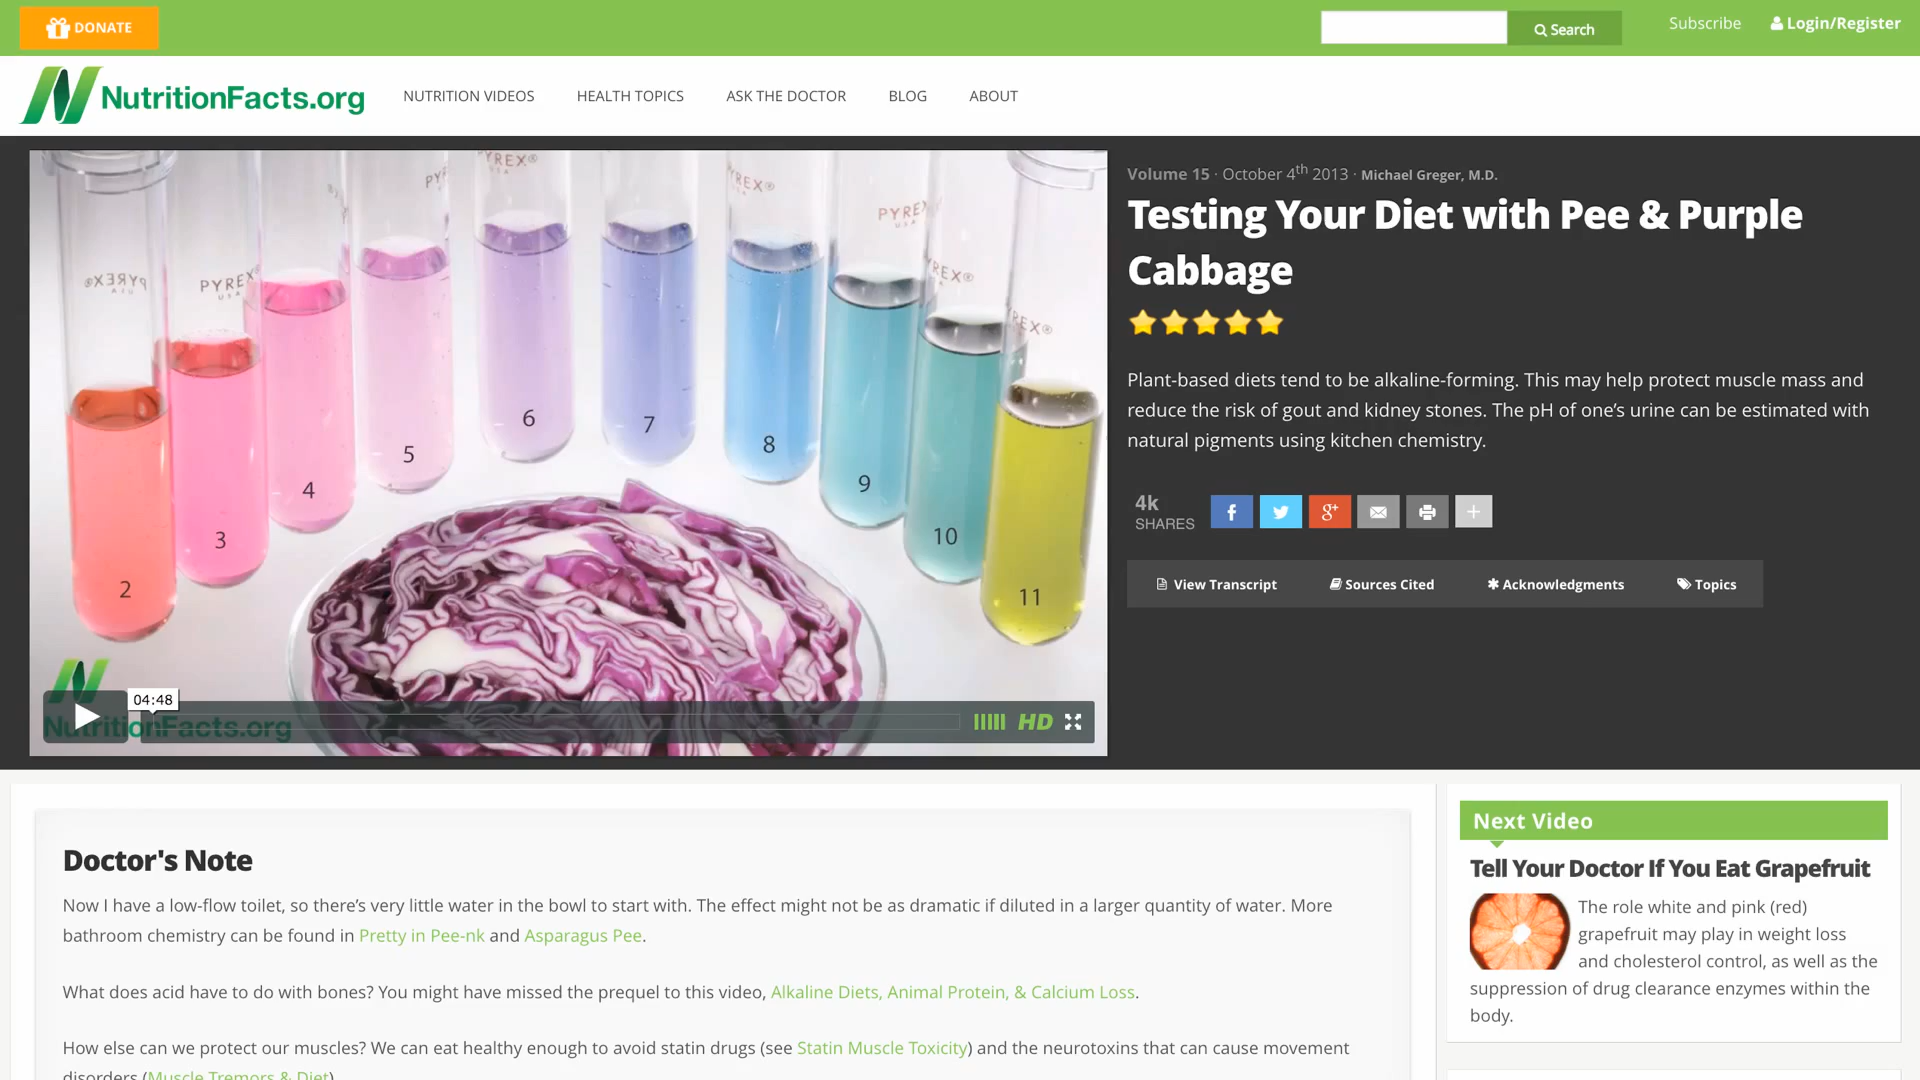 DONATE
Search
Subscribe
Login/Register
NutritionFacts.org
NUTRITION VIDEOS
HEALTH TOPICS
ASK THE DOCTOR
BLOG
ABOUT
PYREX®
USA
PYREX®
USA
PYREX®
PYREX®
PYREX®
PYREX®
2
3
4
5
6
7
8
9
10
11
NutritionFacts.org
04:48
HD
Volume 15 · October 4th 2013 · Michael Greger, M.D.
Testing Your Diet with Pee & Purple
Cabbage
Plant-based diets tend to be alkaline-forming. This may help protect muscle mass and
reduce the risk of gout and kidney stones. The pH of one’s urine can be estimated with
natural pigments using kitchen chemistry.
4k
SHARES
View Transcript
Sources Cited
Acknowledgments
Topics
Doctor's Note
Now I have a low-flow toilet, so there’s very little water in the bowl to start with. The effect might not be as dramatic if diluted in a larger quantity of water. More
bathroom chemistry can be found in Pretty in Pee-nk and Asparagus Pee.
What does acid have to do with bones? You might have missed the prequel to this video, Alkaline Diets, Animal Protein, & Calcium Loss.
How else can we protect our muscles? We can eat healthy enough to avoid statin drugs (see Statin Muscle Toxicity) and the neurotoxins that can cause movement
disorders (Muscle Tremors & Diet)
Next Video
Tell Your Doctor If You Eat Grapefruit
The role white and pink (red)
grapefruit may play in weight loss
and cholesterol control, as well as the
suppression of drug clearance enzymes within the
body.